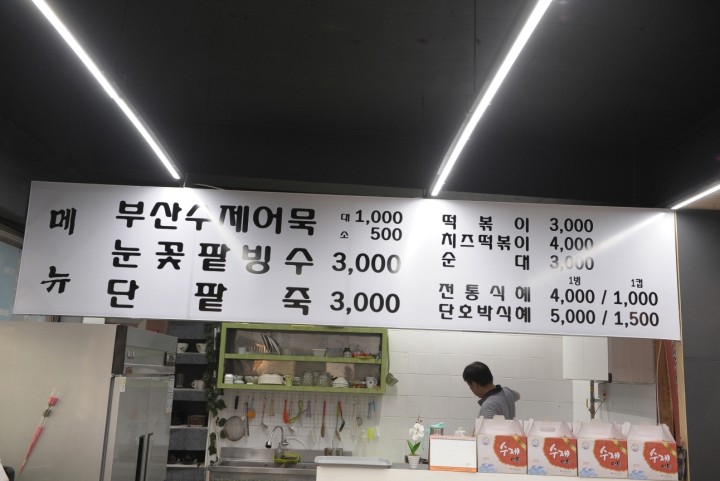 메뉴
부산수제어묵 대 1,000
소 500
눈꽃팥빙수 3,000
단팥죽 3,000
떡볶이 3,000
치즈떡볶이 4,000
순대 3,000
1병 1컵
전통식혜 4,000 / 1,000
단호박식혜 5,000 / 1,500
수제
수제
수제
수제